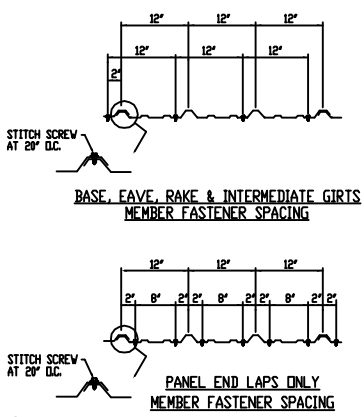 12" 12" 12"
12" 12" 12"
2"
STITCH SCREW
AT 20" O.C.
BASE, EAVE, RAKE & INTERMEDIATE GIRTS
MEMBER FASTENER SPACING
12" 12" 12"
2" 8" 2" 2" 8" 2" 2" 8" 2" 2"
STITCH SCREW
AT 20" O.C.
PANEL END LAPS ONLY
MEMBER FASTENER SPACING